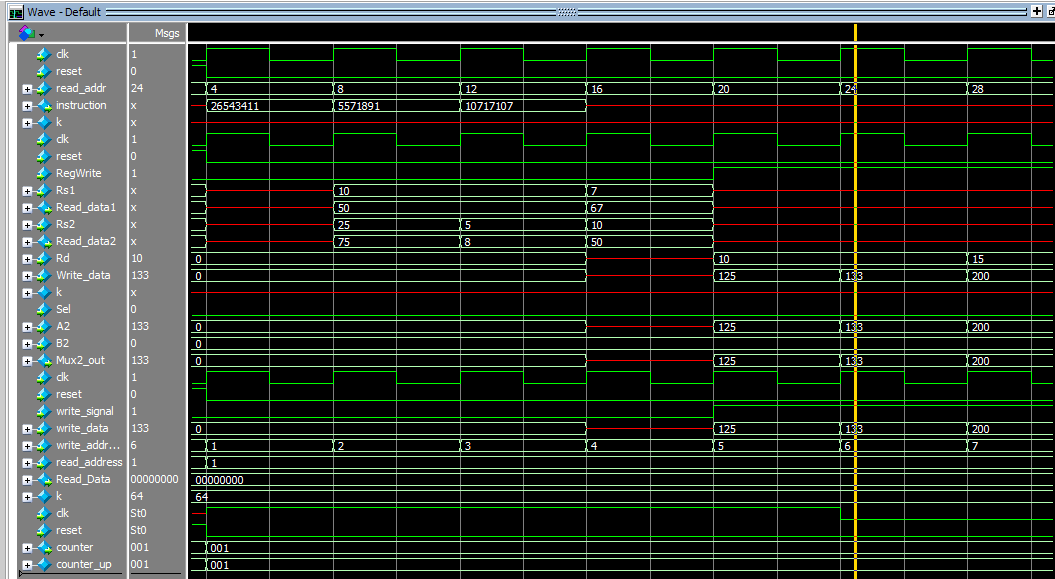 Wave - Default
Msgs
clk 1
reset 0
read_addr 24 4 8 12 16 20 24 28
instruction x 26543411 5571891 10717107
k x
clk 1
reset 0
RegWrite 1
Rs1 x 10 7
Read_data1 x 50 67
Rs2 x 25 5 10
Read_data2 x 75 8 50
Rd 10 0 10 15
Write_data 133 0 125 133 200
k x
Sel 0
A2 133 0 125 133 200
B2 0 0
Mux2_out 133 0 125 133 200
clk 1
reset 0
write_signal 1
write_data 133 0 125 133 200
write_addr... 6 1 2 3 4 5 6 7
read_address 1 1
Read_Data 00000000 00000000
k 64 64
clk St0
reset St0
counter 001 001
counter_up 001 001